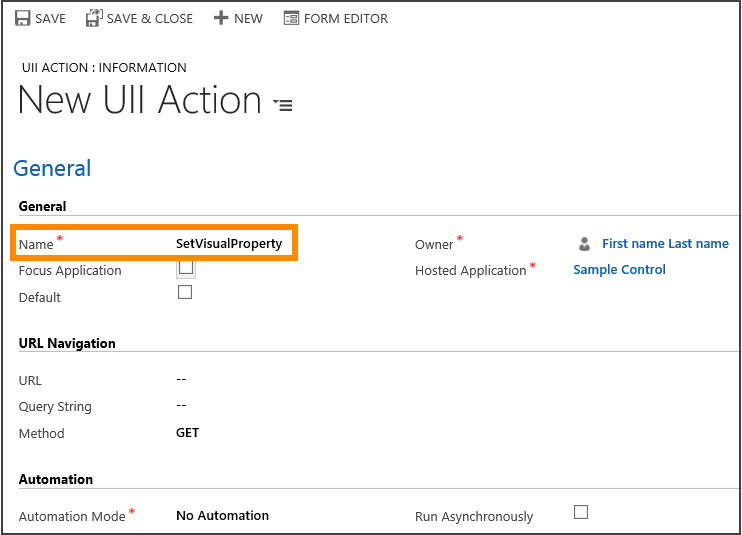 SAVE SAVE & CLOSE NEW FORM EDITOR
UII ACTION : INFORMATION
New UII Action
General
General
Name * SetVisualProperty Owner * First name Last name
Focus Application Hosted Application * Sample Control
Default
URL Navigation
URL --
Query String --
Method GET
Automation
Automation Mode * No Automation Run Asynchronously